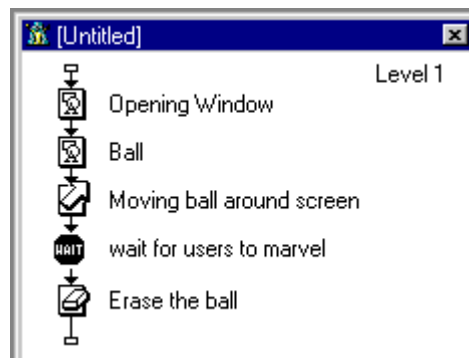 [Untitled]
Level 1
Opening Window
Ball
Moving ball around screen
WAIT
wait for users to marvel
Erase the ball